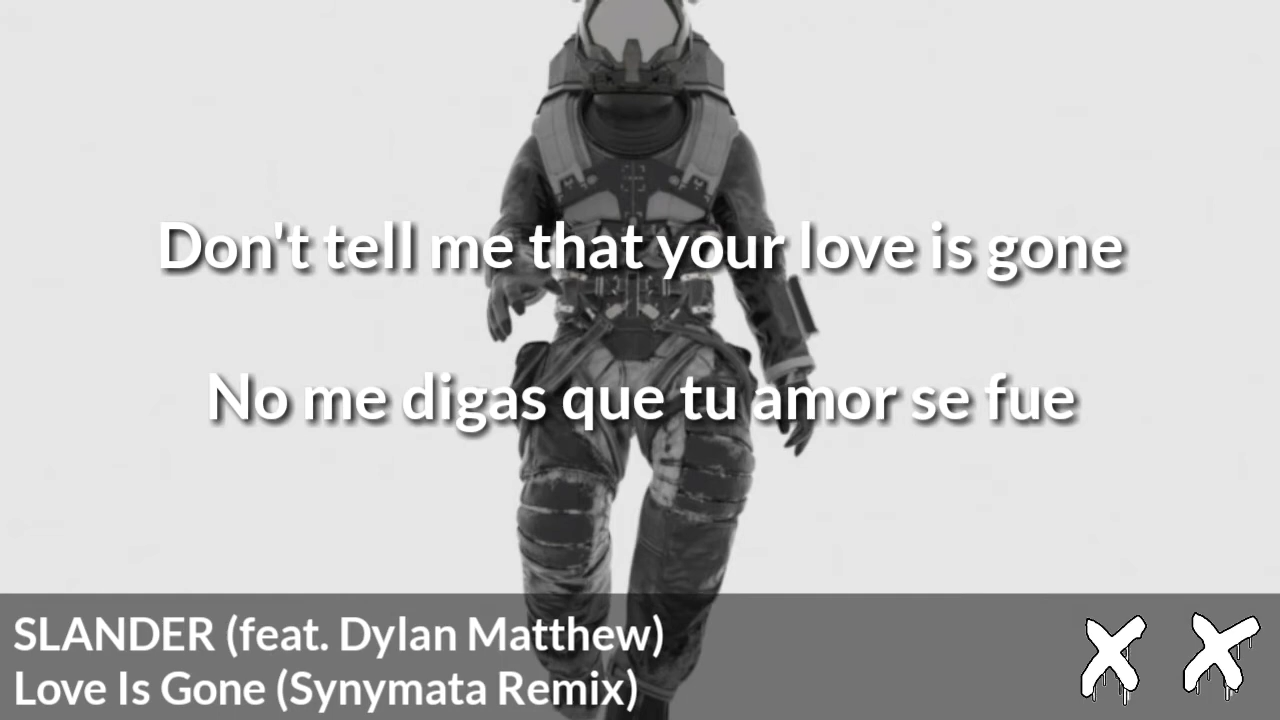 Don't tell me that your love is gone
No me digas que tu amor se fue
SLANDER (feat. Dylan Matthew)
Love Is Gone (Synymata Remix)
X X